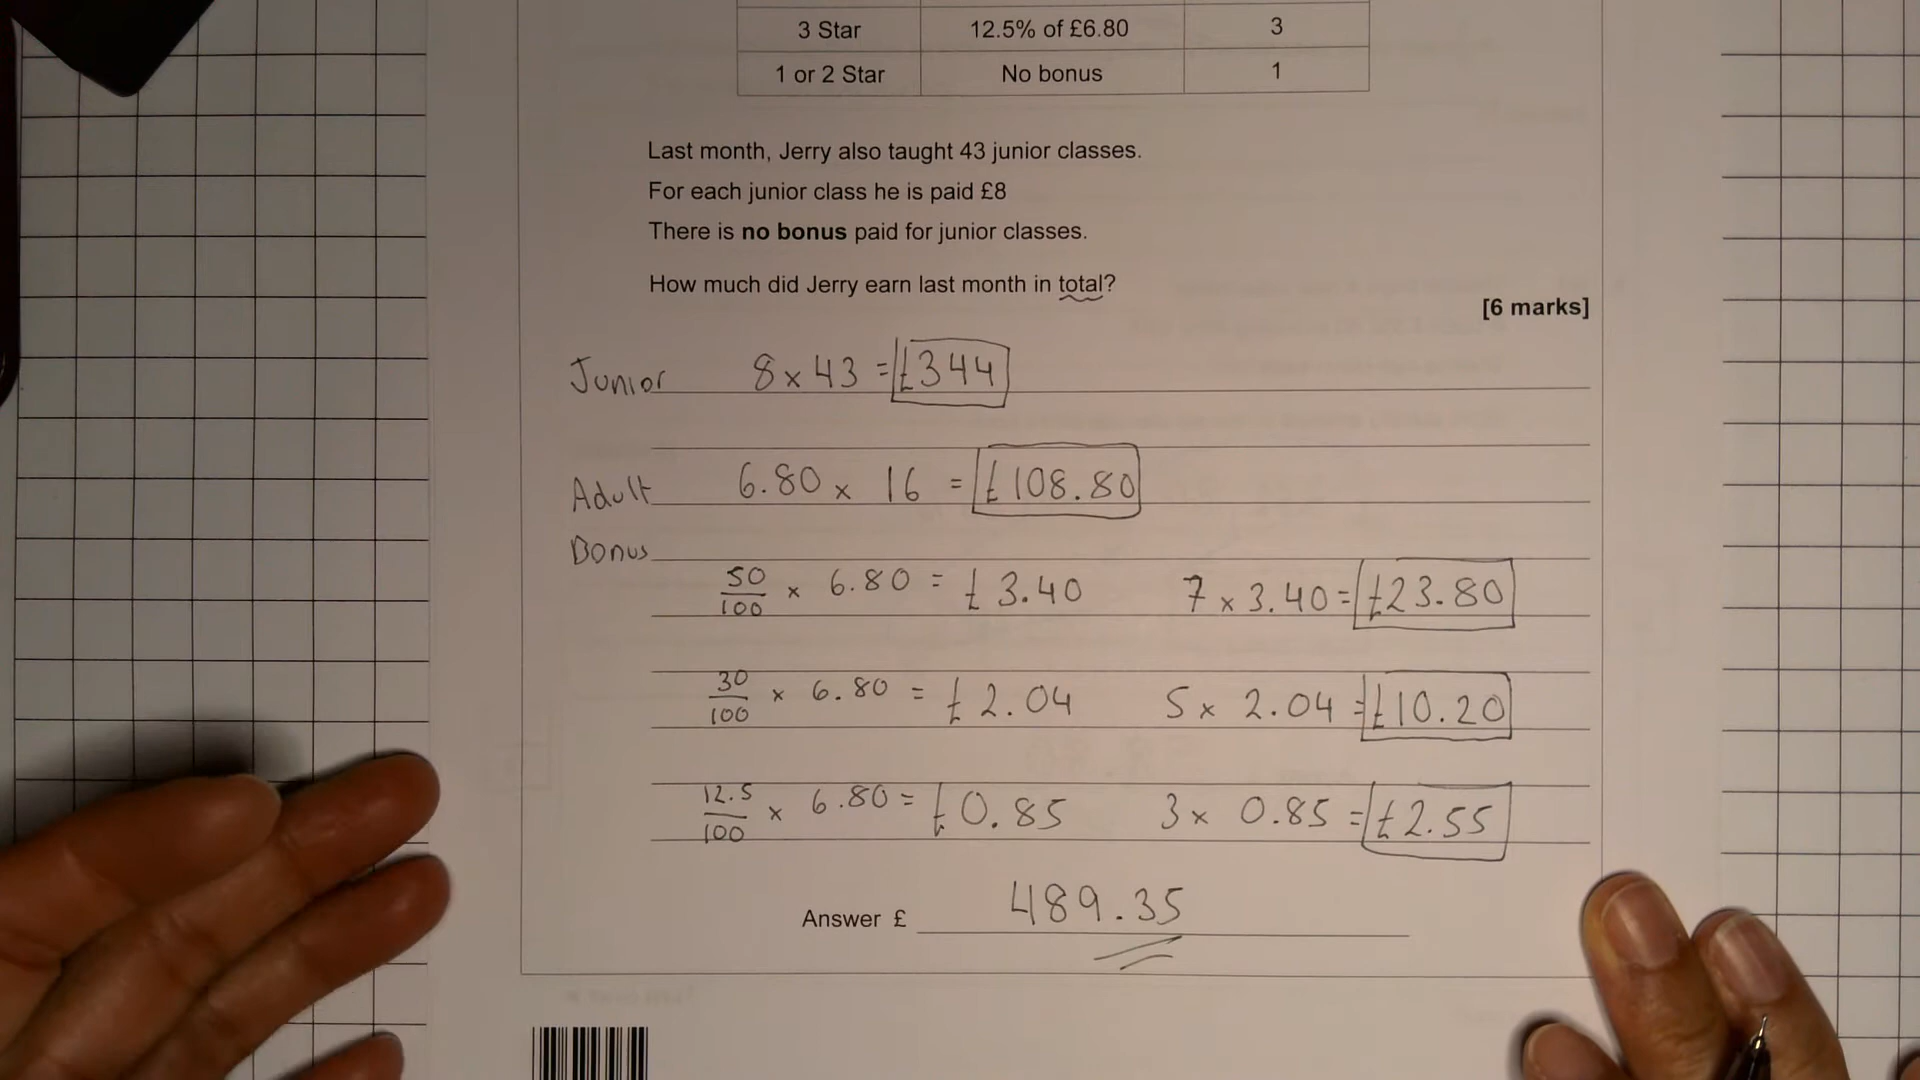 3 Star 12.5% of £6.80 3
1 or 2 Star No bonus 1
Last month, Jerry also taught 43 junior classes.
For each junior class he is paid £8
There is no bonus paid for junior classes.
How much did Jerry earn last month in total?
[6 marks]
Junior 8 x 43 = £344
Adult 6.80 x 16 = £108.80
Bonus
50/100 x 6.80 = £3.40 7 x 3.40 = £23.80
30/100 x 6.80 = £2.04 5 x 2.04 = £10.20
12.5/100 x 6.80 = £0.85 3 x 0.85 = £2.55
Answer £ 489.35